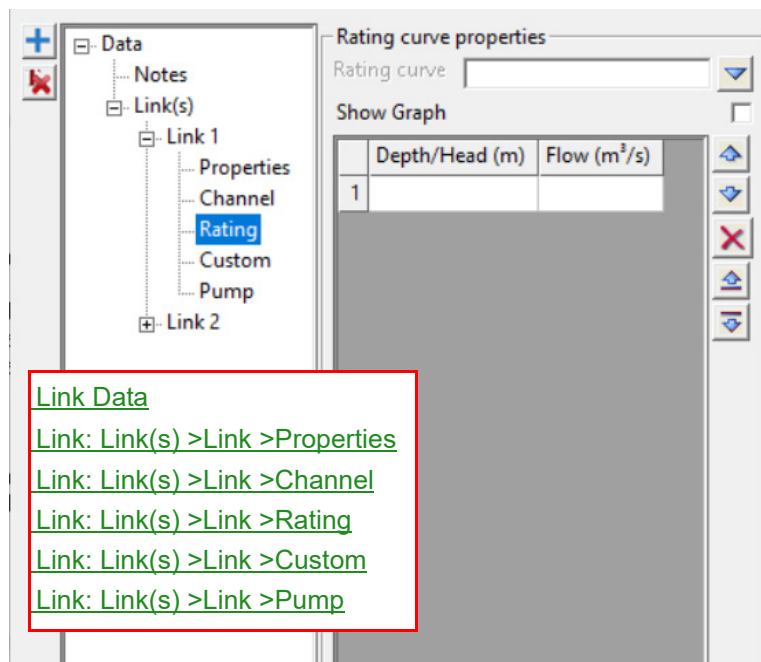 Data
Notes
Link(s)
Link 1
Properties
Channel
Rating
Custom
Pump
Link 2
Rating curve properties
Rating curve
Show Graph
Depth/Head (m) Flow (m³/s)
1
Link Data
Link: Link(s) >Link >Properties
Link: Link(s) >Link >Channel
Link: Link(s) >Link >Rating
Link: Link(s) >Link >Custom
Link: Link(s) >Link >Pump